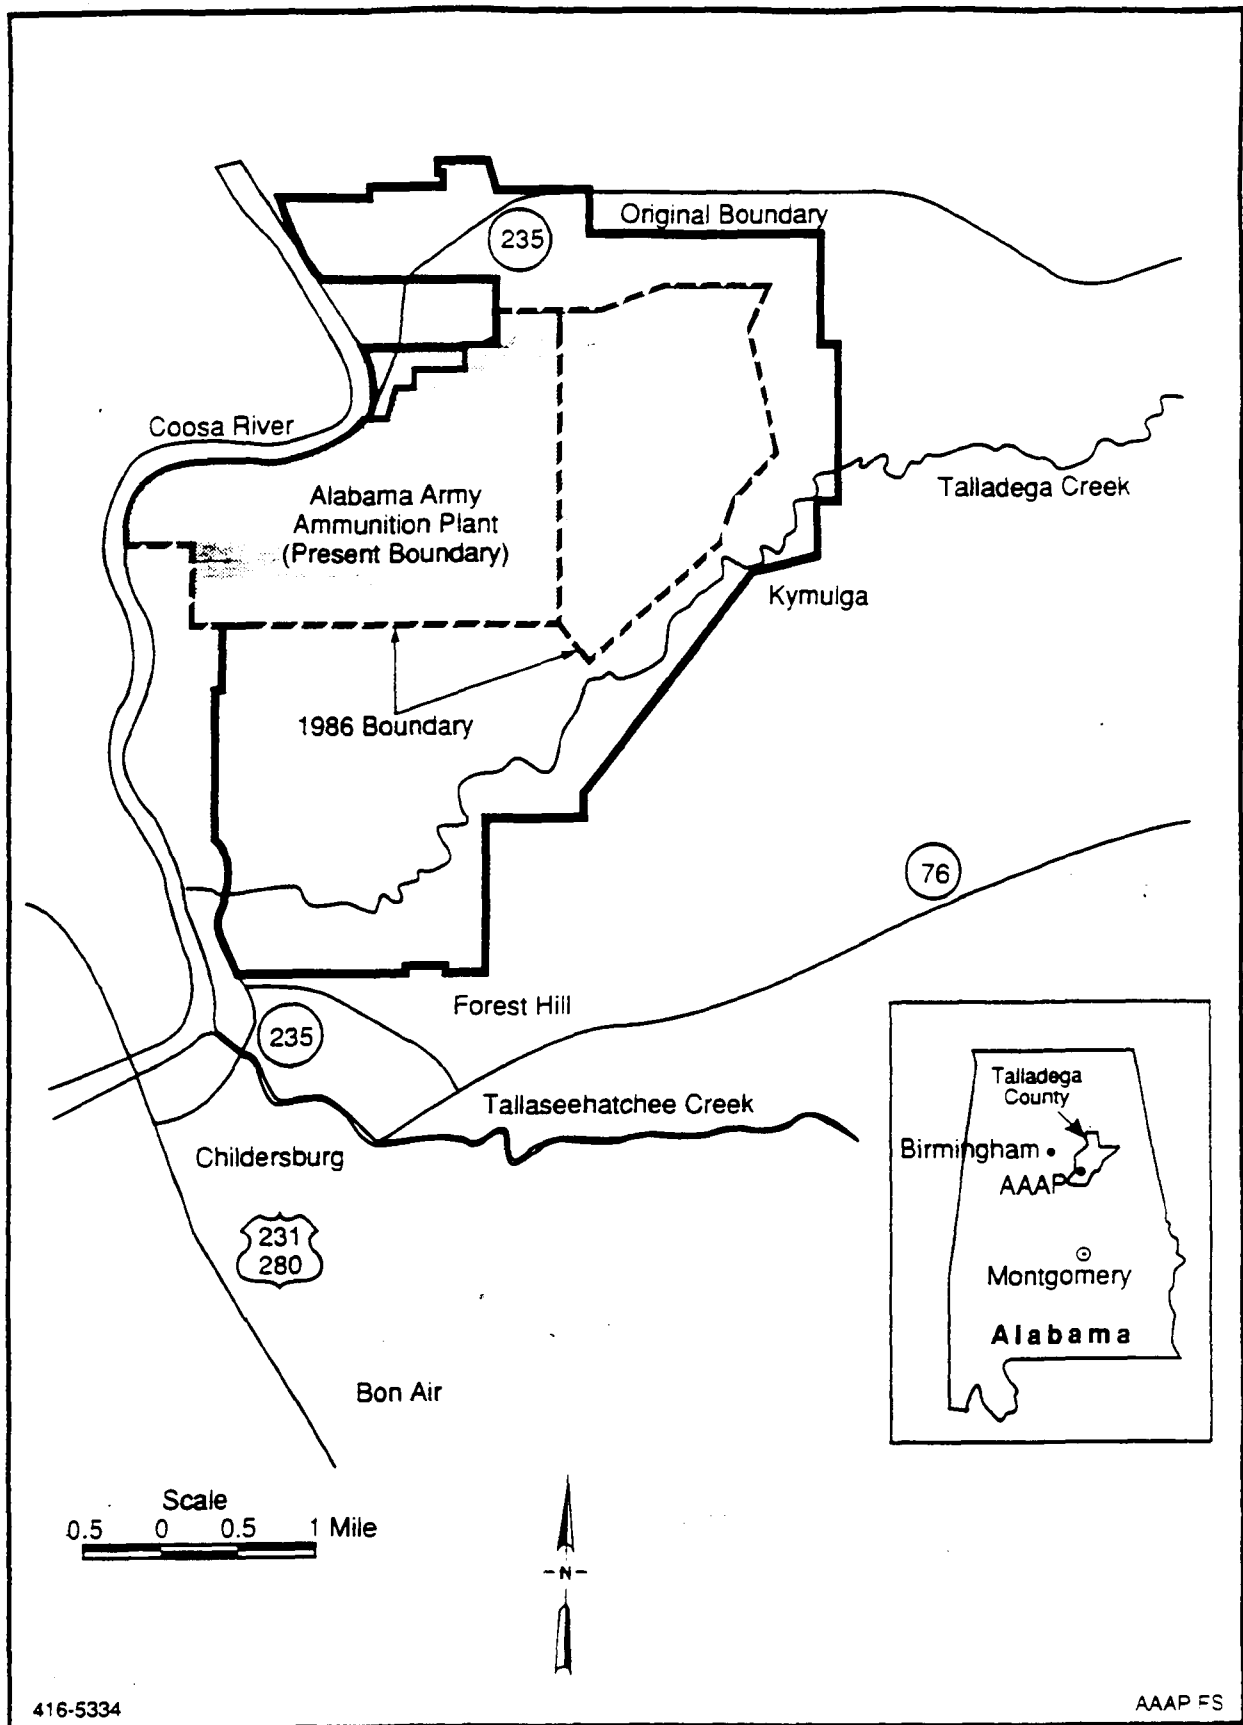 Original Boundary
235
Coosa River
Alabama Army
Ammunition Plant
(Present Boundary)
Talladega Creek
Kymulga
1986 Boundary
76
Forest Hill
235
Tallaseehatchee Creek
Childersburg
231
280
Bon Air
Talladega
County
Birmingham
AAAP
Montgomery
Alabama
Scale
0.5 0 0.5 1 Mile
-N-
416-5334
AAAP FS